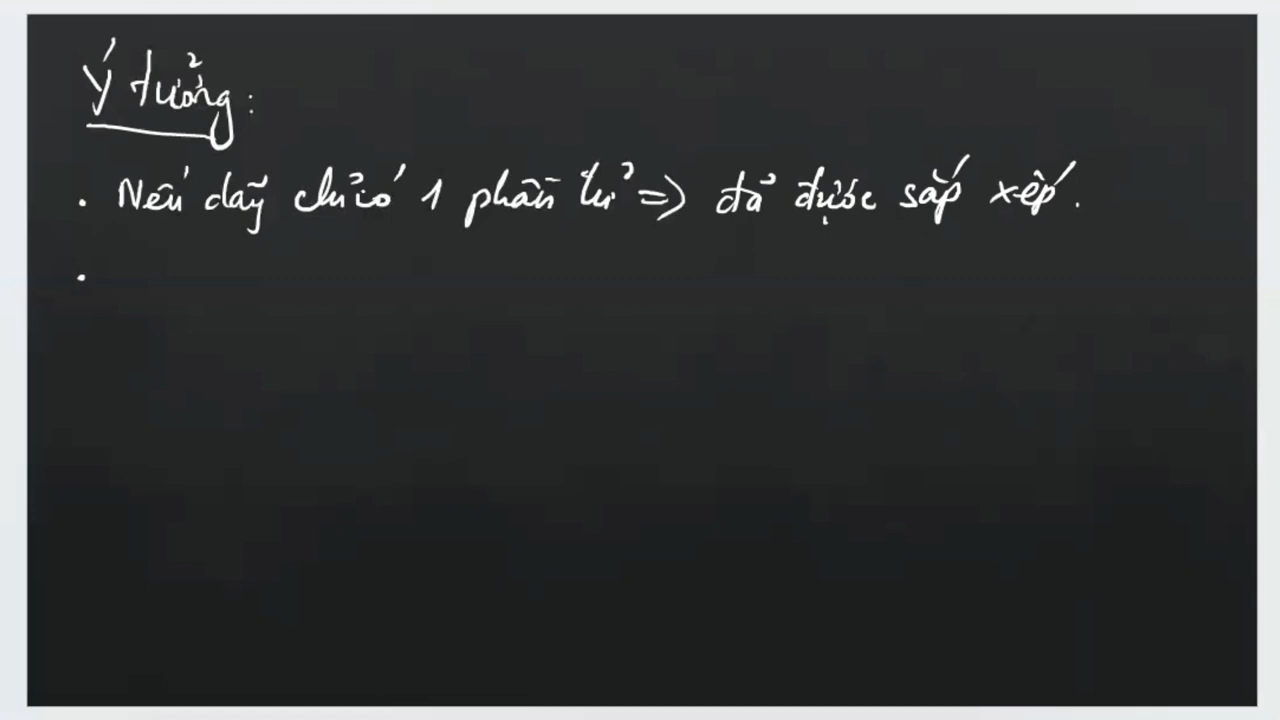 Ý tưởng:
. Nếu dãy chỉ có 1 phần tử => đã được sắp xếp.
.